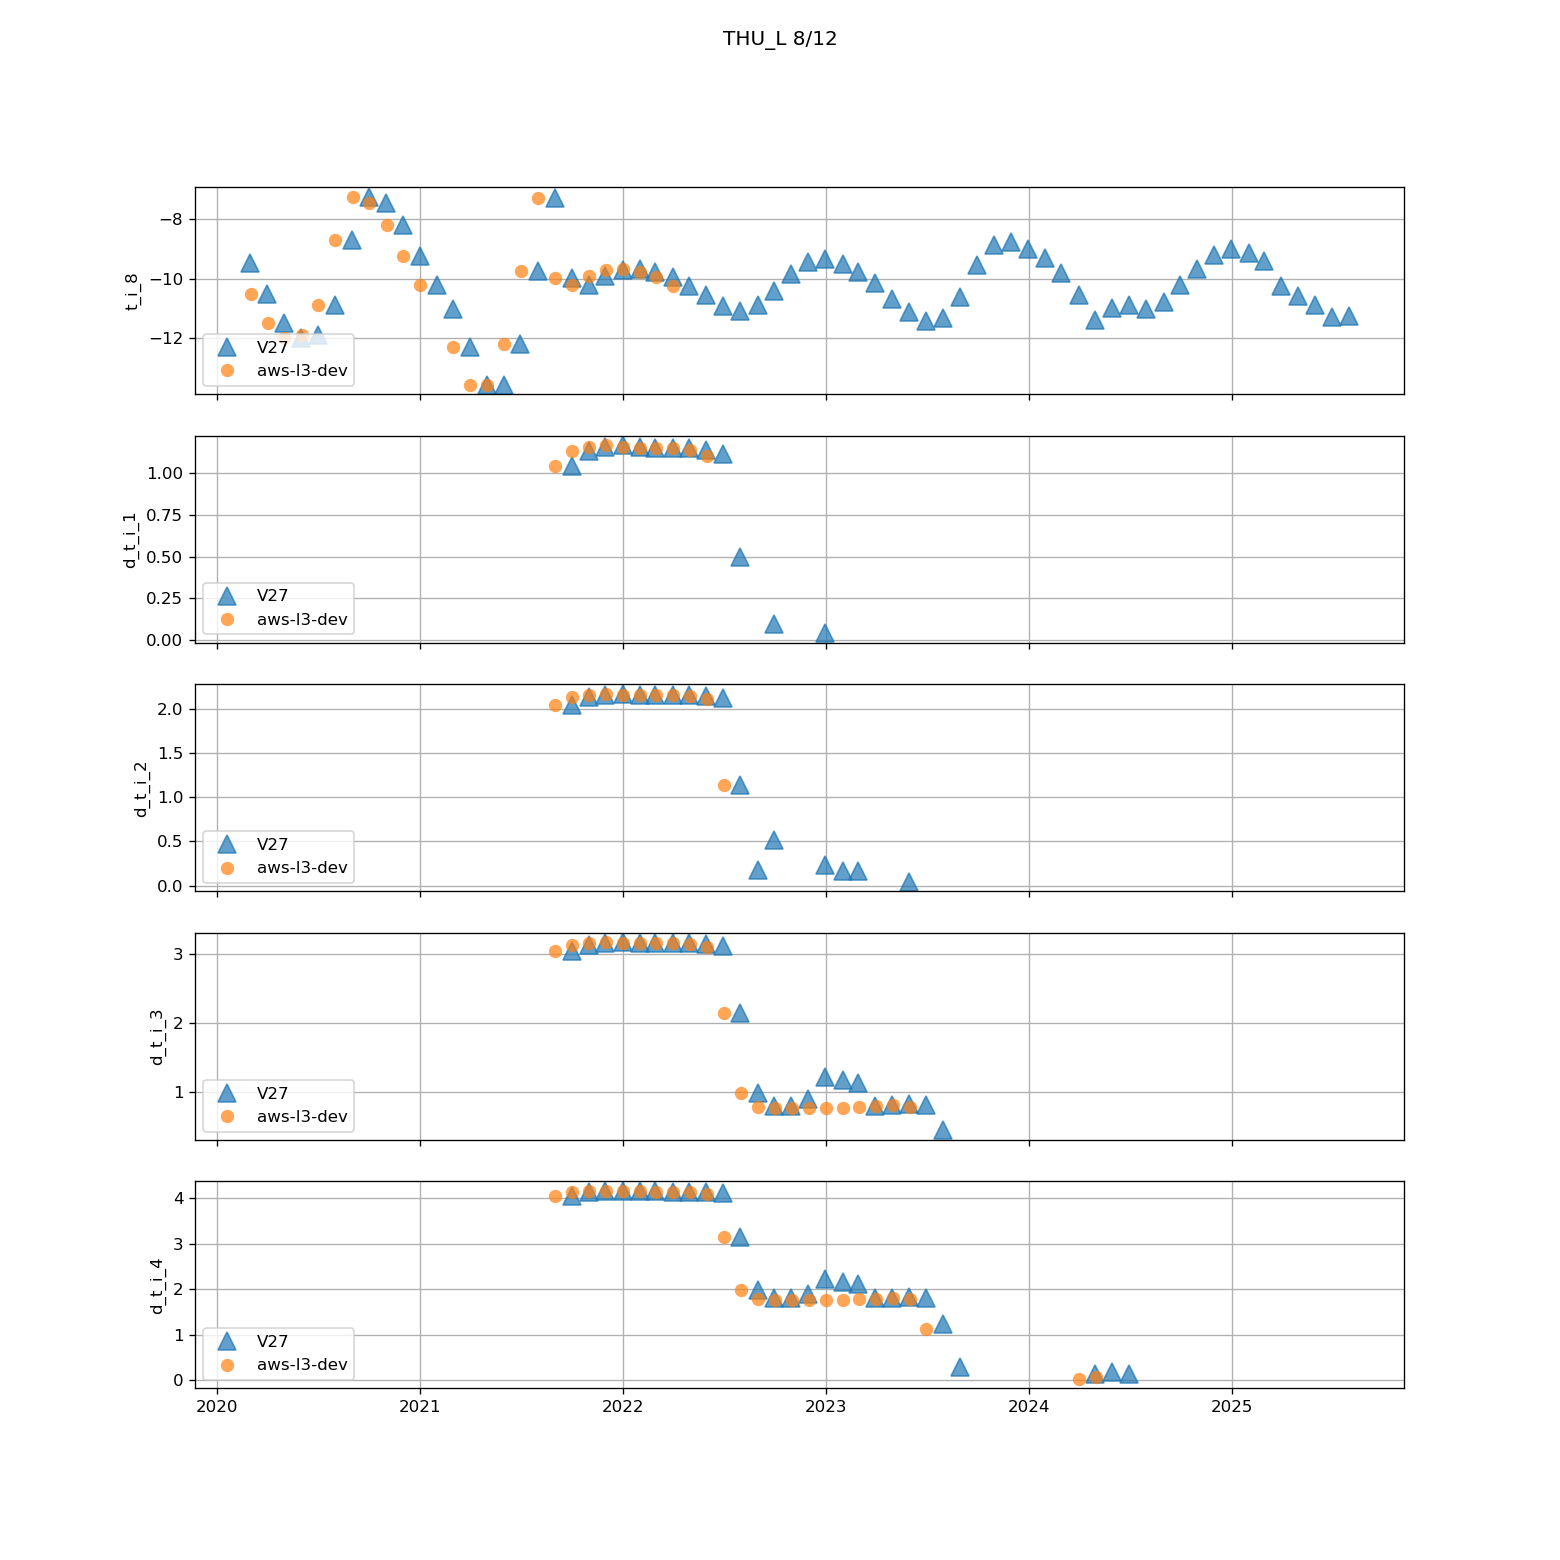 THU_L 8/12
t_i_8
−8
−10
−12
V27
aws-l3-dev
d_t_i_1
1.00
0.75
0.50
0.25
0.00
V27
aws-l3-dev
d_t_i_2
2.0
1.5
1.0
0.5
0.0
V27
aws-l3-dev
d_t_i_3
3
2
1
V27
aws-l3-dev
d_t_i_4
4
3
2
1
0
V27
aws-l3-dev
2020 2021 2022 2023 2024 2025